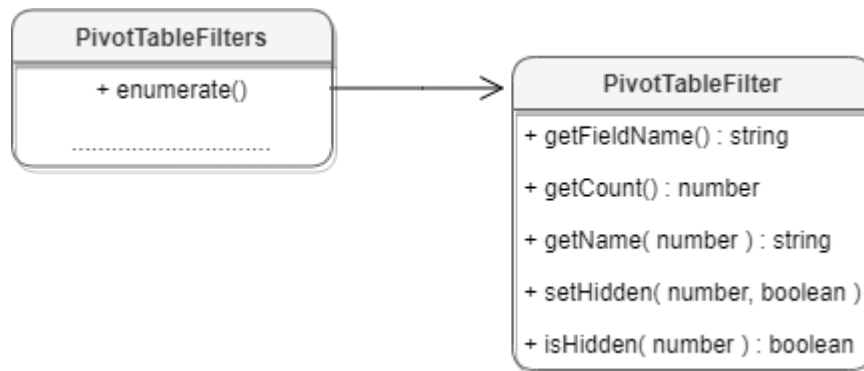 PivotTableFilters
+ enumerate()
PivotTableFilter
+ getFieldName() : string
+ getCount() : number
+ getName( number ) : string
+ setHidden( number, boolean )
+ isHidden( number ) : boolean